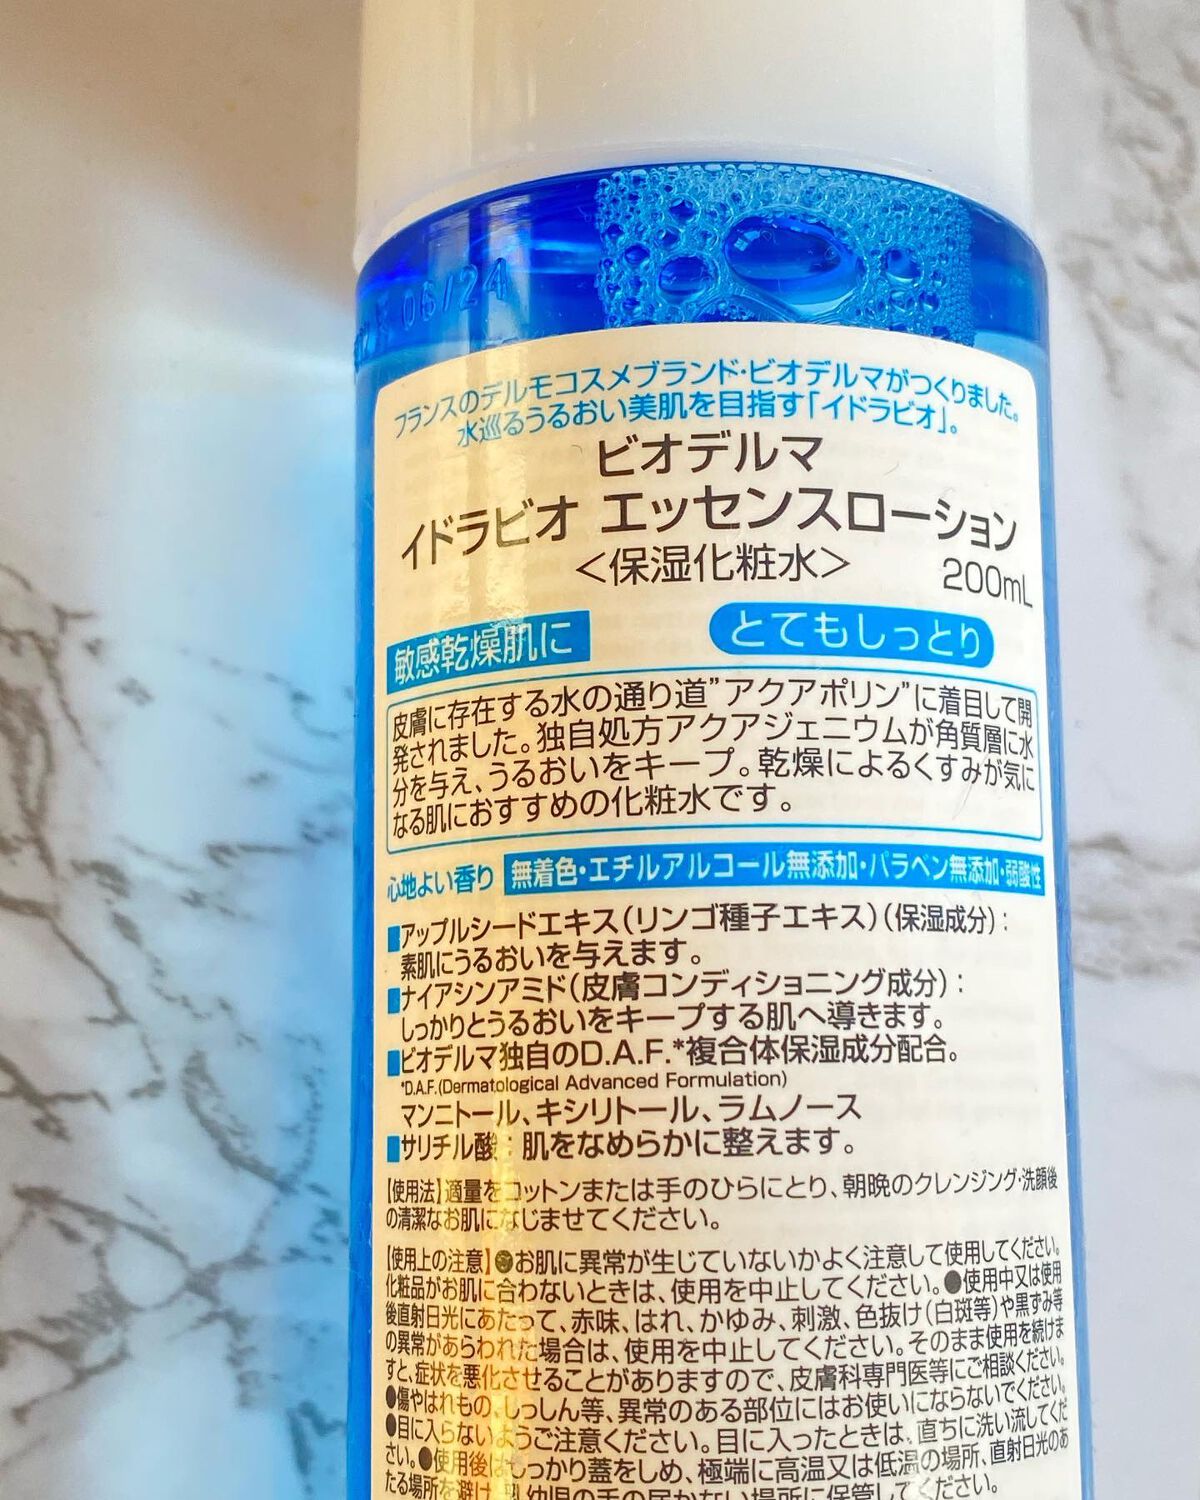 06/24
フランスのデルモコスメブランド・ビオデルマがつくりました。
水巡るうるおい美肌を目指す「イドラビオ」。
ビオデルマ
イドラビオ エッセンスローション
<保湿化粧水>
200mL
敏感乾燥肌に
とてもしっとり
皮膚に存在する水の通り道"アクアポリン"に着目して開
発されました。独自処方アクアジェニウムが角質層に水
分を与え、うるおいをキープ。乾燥によるくすみが気に
なる肌におすすめの化粧水です。
心地よい香り 無着色・エチルアルコール無添加・パラベン無添加・弱酸性
■アップルシードエキス(リンゴ種子エキス)(保湿成分):
素肌にうるおいを与えます。
■ナイアシンアミド(皮膚コンディショニング成分):
しっかりとうるおいをキープする肌へ導きます。
■ビオデルマ独自のD.A.F.*複合体保湿成分配合。
*D.A.F.(Dermatological Advanced Formulation)
マンニトール、キシリトール、ラムノース
■サリチル酸:肌をなめらかに整えます。
【使用法】適量をコットンまたは手のひらにとり、朝晩のクレンジング・洗顔後
の清潔なお肌になじませてください。
【使用上の注意】●お肌に異常が生じていないかよく注意して使用してください。
化粧品がお肌に合わないときは、使用を中止してください。●使用中又は使用
後直射日光にあたって、赤味、はれ、かゆみ、刺激、色抜け(白斑等)や黒ずみ等
の異常があらわれた場合は、使用を中止してください。そのまま使用を続けま
すと、症状を悪化させることがありますので、皮膚科専門医等にご相談ください。
●傷やはれもの、しっしん等、異常のある部位にはお使いにならないでください。
●目に入らないようご注意ください。目に入ったときは、直ちに洗い流してくだ
さい。●使用後はしっかり蓋をしめ、極端に高温又は低温の場所、直射日光のあ
たる場所を避け、乳幼児の手の届かない場所に保管してください。